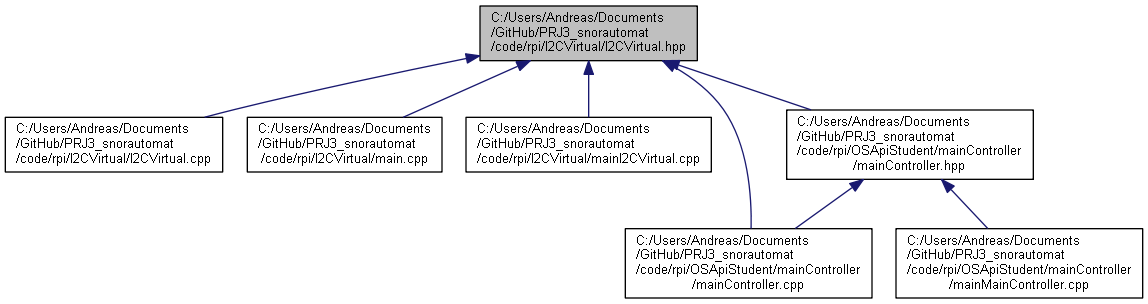 C:/Users/Andreas/Documents
/GitHub/PRJ3_snorautomat
/code/rpi/I2CVirtual/I2CVirtual.hpp
C:/Users/Andreas/Documents
/GitHub/PRJ3_snorautomat
/code/rpi/I2CVirtual/I2CVirtual.cpp
C:/Users/Andreas/Documents
/GitHub/PRJ3_snorautomat
/code/rpi/I2CVirtual/main.cpp
C:/Users/Andreas/Documents
/GitHub/PRJ3_snorautomat
/code/rpi/I2CVirtual/mainI2CVirtual.cpp
C:/Users/Andreas/Documents
/GitHub/PRJ3_snorautomat
/code/rpi/OSApiStudent/mainController
/mainController.hpp
C:/Users/Andreas/Documents
/GitHub/PRJ3_snorautomat
/code/rpi/OSApiStudent/mainController
/mainController.cpp
C:/Users/Andreas/Documents
/GitHub/PRJ3_snorautomat
/code/rpi/OSApiStudent/mainController
/mainMainController.cpp